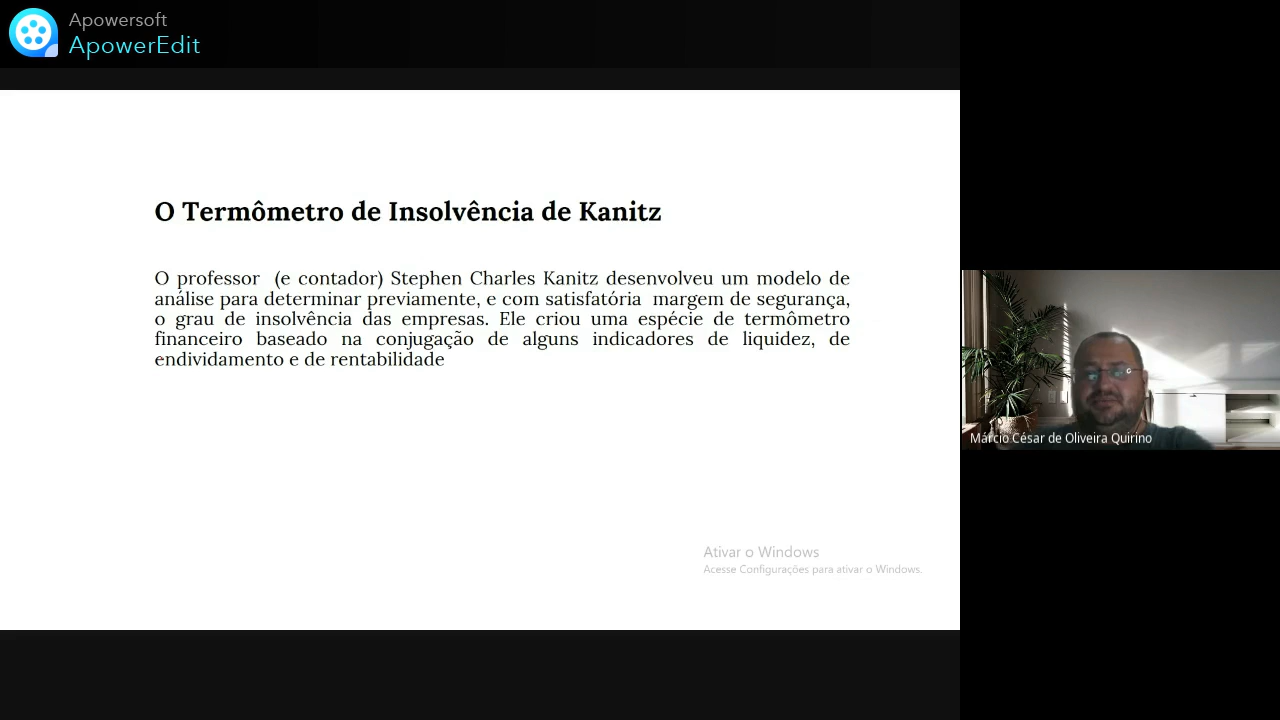 Apowersoft
ApowerEdit
O Termômetro de Insolvência de Kanitz
O professor (e contador) Stephen Charles Kanitz desenvolveu um modelo de
análise para determinar previamente, e com satisfatória margem de segurança,
o grau de insolvência das empresas. Ele criou uma espécie de termômetro
financeiro baseado na conjugação de alguns indicadores de liquidez, de
endividamento e de rentabilidade
Márcio César de Oliveira Quirino
Ativar o Windows
Acesse Configurações para ativar o Windows.